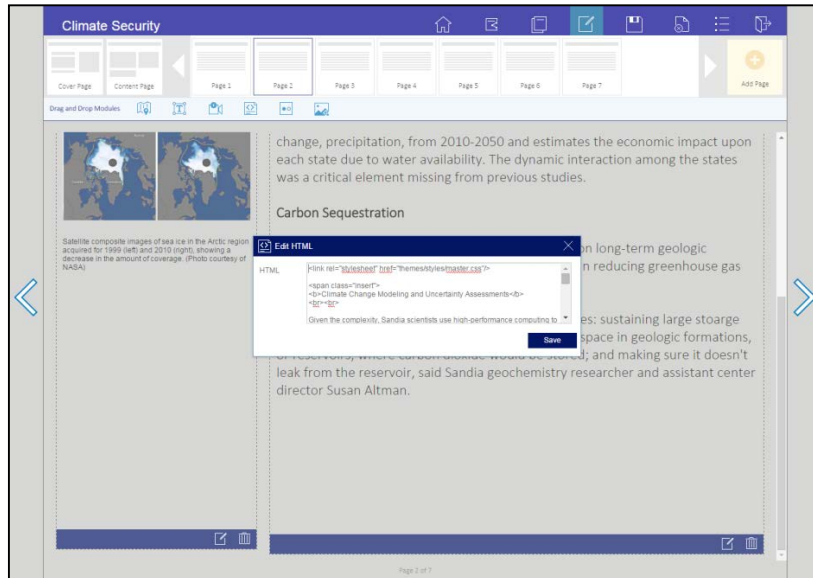 Climate Security
Cover Page
Content Page
Page 1
Page 2
Page 3
Page 4
Page 5
Page 6
Page 7
Add Page
Drag and Drop Modules
Satellite composite images of sea ice in the Arctic region
acquired for 1999 (left) and 2010 (right), showing a
decrease in the amount of coverage. (Photo courtesy of
NASA)
change, precipitation, from 2010-2050 and estimates the economic impact upon
each state due to water availability. The dynamic interaction among the states
was a critical element missing from previous studies.
Carbon Sequestration
on long-term geologic
n reducing greenhouse gas
es: sustaining large stoarge
space in geologic formations,
or reservoirs, where carbon dioxide would be stored; and making sure it doesn't
leak from the reservoir, said Sandia geochemistry researcher and assistant center
director Susan Altman.
Edit HTML
HTML
<link rel="stylesheet" href="themes/styles/master.css"/>
<span class="insert">
<b>Climate Change Modeling and Uncertainty Assessments</b>
<br><br>
Given the complexity, Sandia scientists use high-performance computing to
Save
Page 2 of 7